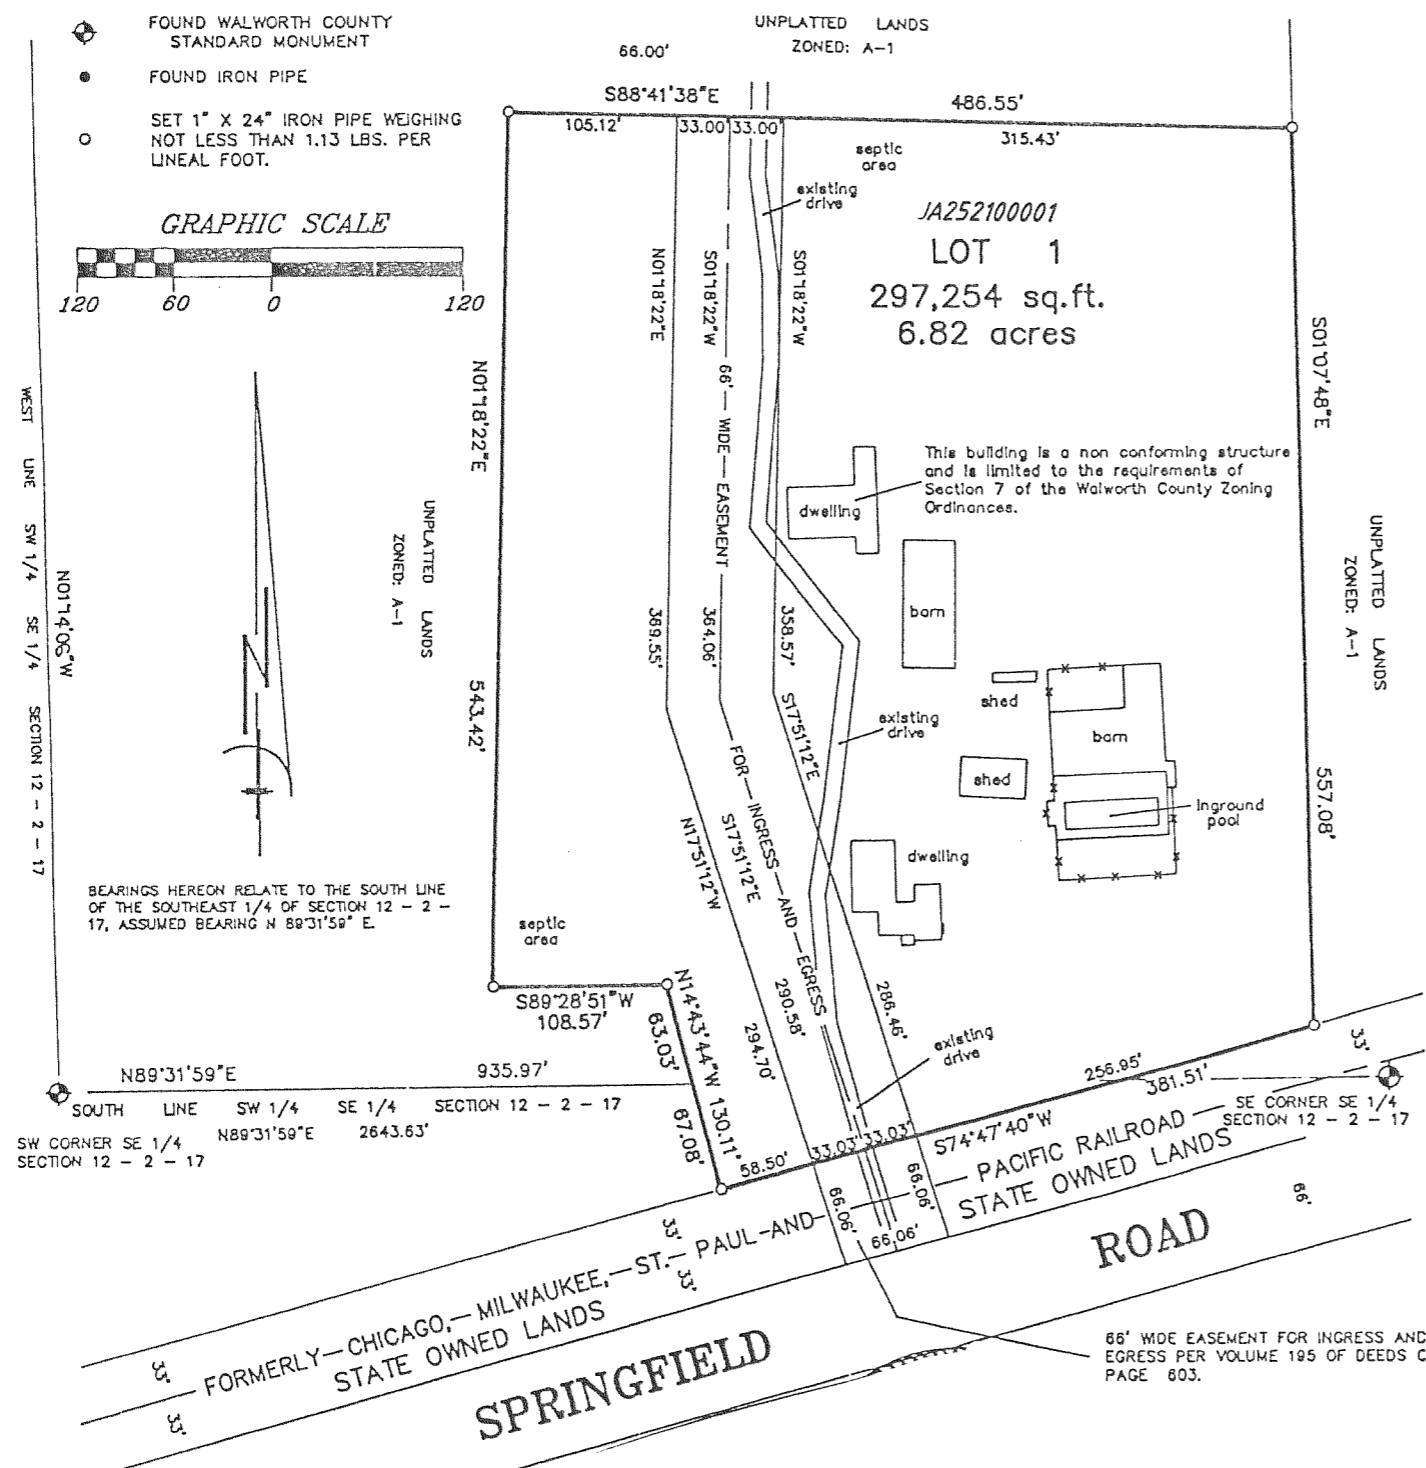 FOUND WALWORTH COUNTY
STANDARD MONUMENT
FOUND IRON PIPE
SET 1" X 24" IRON PIPE WEIGHING
NOT LESS THAN 1.13 LBS. PER
LINEAL FOOT.
GRAPHIC SCALE
120 60 0 120
UNPLATTED LANDS
ZONED: A-1
66.00'
S88°41'38"E
486.55'
105.12'
33.00'
33.00'
315.43'
septic
area
existing
drive
JA252100001
LOT 1
297,254 sq.ft.
6.82 acres
N01°18'22"E
S01°18'22"W
S01°18'22"W
N01°18'22"E
S01°07'48"E
66' WIDE EASEMENT
FOR INGRESS AND EGRESS
This building is a non conforming structure
and is limited to the requirements of
Section 7 of the Walworth County Zoning
Ordinances.
dwelling
barn
WEST LINE SW 1/4 SE 1/4 SECTION 12 - 2 - 17
N01°14'06"W
UNPLATTED LANDS
ZONED: A-1
UNPLATTED LANDS
ZONED: A-1
369.55'
364.06'
358.57'
543.42'
557.08'
shed
existing
drive
barn
shed
Inground
pool
dwelling
S17°51'12"E
S17°51'12"E
N17°51'12"W
BEARINGS HEREON RELATE TO THE SOUTH LINE
OF THE SOUTHEAST 1/4 OF SECTION 12 - 2 -
17, ASSUMED BEARING N 89°31'59" E.
septic
area
S89°28'51"W
108.57'
N14°43'44"W 130.11'
63.03'
67.08'
294.70'
290.58'
286.46'
existing
drive
N89°31'59"E 935.97'
SOUTH LINE SW 1/4 SE 1/4 SECTION 12 - 2 - 17
N89°31'59"E 2643.63'
SW CORNER SE 1/4
SECTION 12 - 2 - 17
256.95'
381.51'
S74°47'40"W
33'
SE CORNER SE 1/4
SECTION 12 - 2 - 17
58.50'
33.03'
33.03'
66.06'
66.06'
66.06'
33'
33'
33'
33'
66'
FORMERLY CHICAGO, MILWAUKEE, ST. PAUL AND PACIFIC RAILROAD
STATE OWNED LANDS
STATE OWNED LANDS
SPRINGFIELD ROAD
66' WIDE EASEMENT FOR INGRESS AND
EGRESS PER VOLUME 195 OF DEEDS
PAGE 603.